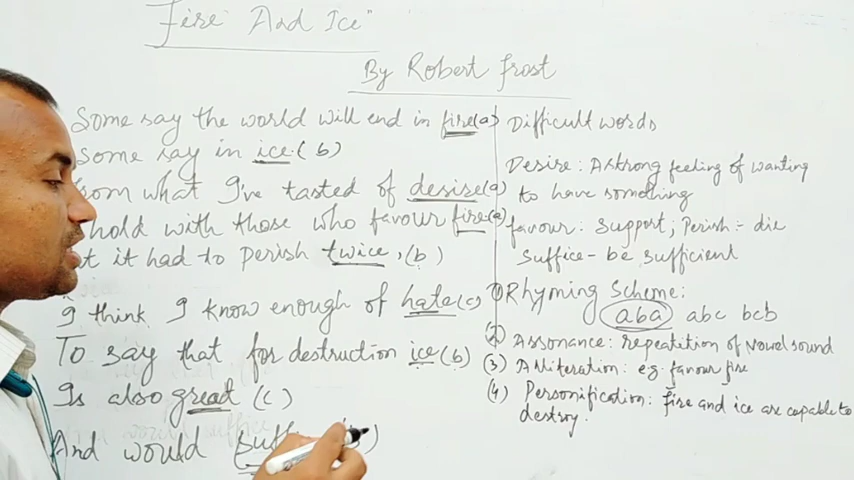 Fire And Ice"
By Robert Frost
Some say the world will end in fire(a)
Some say in ice.(b)
from what I've tasted of desire(a)
hold with those who favour fire(a)
it had to perish twice,(b)
I think I know enough of hate(c)
To say that for destruction ice(b)
Is also great (c)
And would
Difficult words
Desire: A strong feeling of wanting
to have something
favour: Support; Perish:- die
Suffice- be sufficient
(1) Rhyming Scheme:
aba abc bcb
(2) Assonance: repeatition of vowel sound
(3) Alliteration: eg. favour fire
(4) Personification: fire and ice are capable to
destroy.